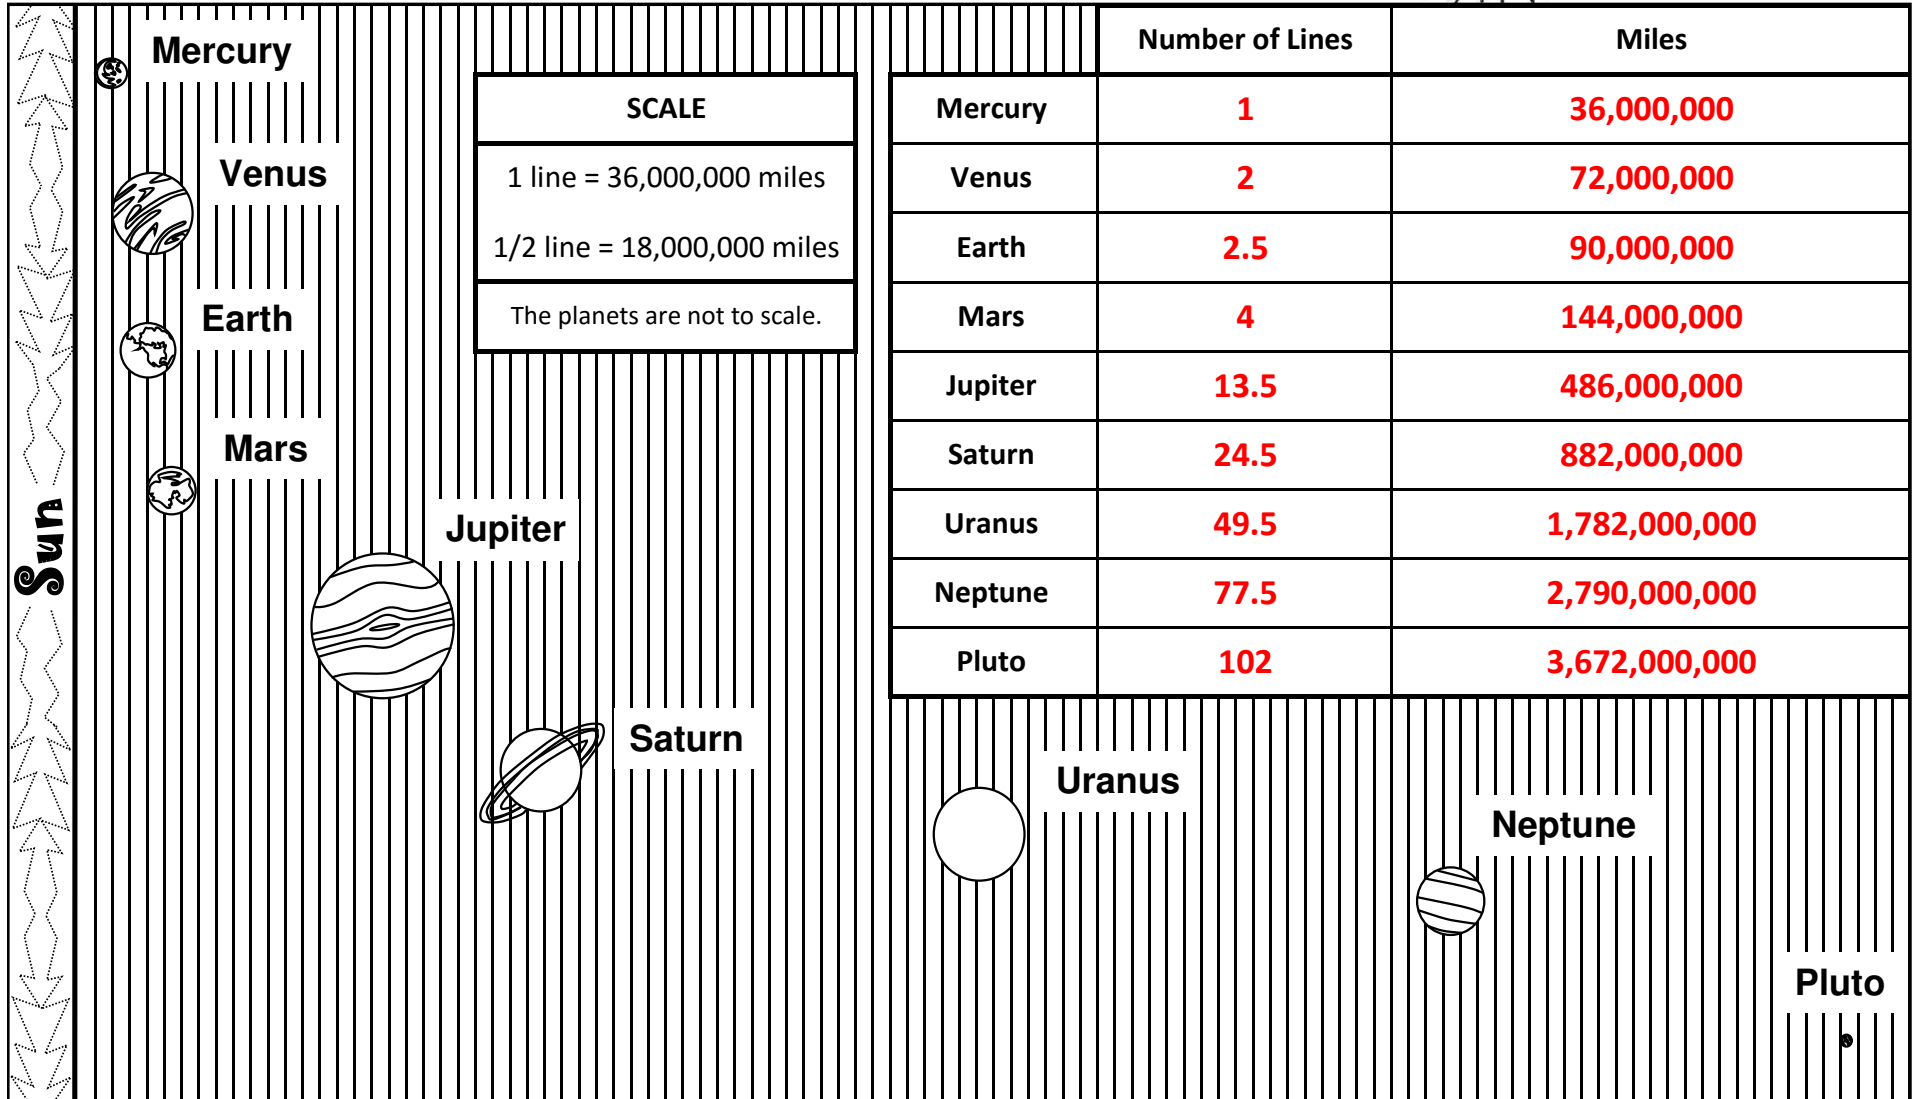 Number of Lines Miles
Mercury 1 36,000,000
Venus 2 72,000,000
Earth 2.5 90,000,000
Mars 4 144,000,000
Jupiter 13.5 486,000,000
Saturn 24.5 882,000,000
Uranus 49.5 1,782,000,000
Neptune 77.5 2,790,000,000
Pluto 102 3,672,000,000
SCALE
1 line = 36,000,000 miles
1/2 line = 18,000,000 miles
The planets are not to scale.
Sun
Mercury
Venus
Earth
Mars
Jupiter
Saturn
Uranus
Neptune
Pluto